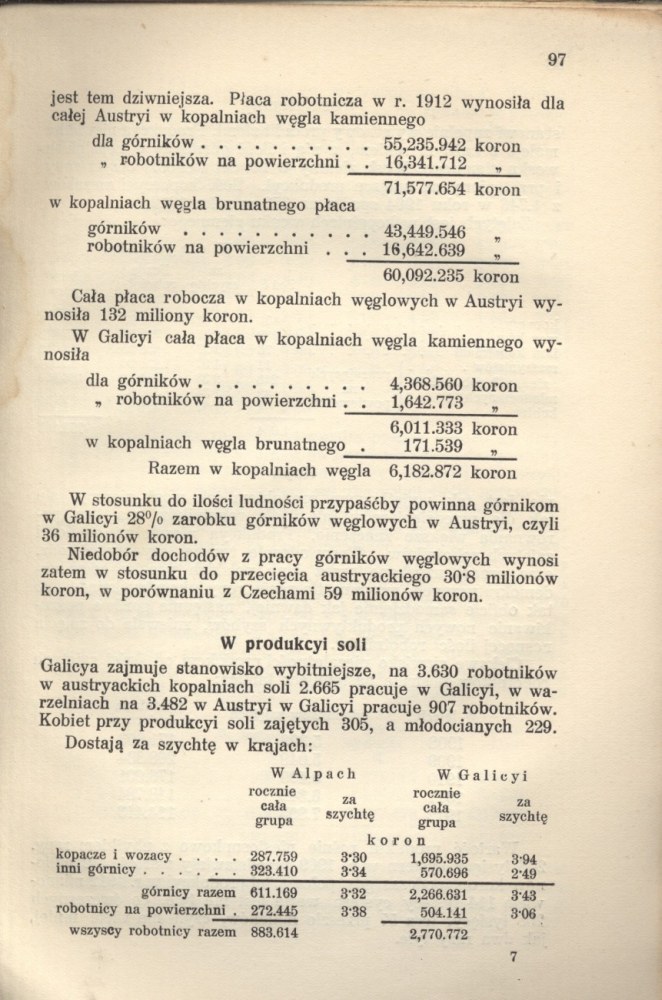 97
jest tem dziwniejsza. Płaca robotnicza w r. 1912 wynosiła dla
całej Austryi w kopalniach węgla kamiennego
dla górników . . . . . . . . . . 55,235.942 koron
„ robotników na powierzchni . . 16,341.712 „
71,577.654 koron
w kopalniach węgla brunatnego płaca
górników . . . . . . . . . . . 43,449.546 „
robotników na powierzchni . . . 16,642.639 „
60,092.235 koron
Cała płaca robocza w kopalniach węglowych w Austryi wy-
nosiła 132 miliony koron.
W Galicyi cała płaca w kopalniach węgla kamiennego wy-
nosiła
dla górników . . . . . . . . . . 4,368.560 koron
„ robotników na powierzchni . . 1,642.773 „
6,011.333 koron
w kopalniach węgla brunatnego . 171.539 „
Razem w kopalniach węgla 6,182.872 koron
W stosunku do ilości ludności przypaśćby powinna górnikom
w Galicyi 28% zarobku górników węglowych w Austryi, czyli
36 milionów koron.
Niedobór dochodów z pracy górników węglowych wynosi
zatem w stosunku do przecięcia austryackiego 30·8 milionów
koron, w porównaniu z Czechami 59 milionów koron.
W produkcyi soli
Galicya zajmuje stanowisko wybitniejsze, na 3.630 robotników
w austryackich kopalniach soli 2.665 pracuje w Galicyi, w wa-
rzelniach na 3.482 w Austryi w Galicyi pracuje 907 robotników.
Kobiet przy produkcyi soli zajętych 305, a młodocianych 229.
Dostają za szychtę w krajach:
W Alpach W Galicyi
rocznie cała grupa za szychtę rocznie cała grupa za szychtę
koron
kopacze i wozacy . . . . 287.759 3·30 1,695.935 3·94
inni górnicy . . . . . . 323.410 3·34 570.696 2·49
górnicy razem 611.169 3·32 2,266.631 3·43
robotnicy na powierzchni . 272.445 3·38 504.141 3·06
wszyscy robotnicy razem 883.614 2,770.772
7